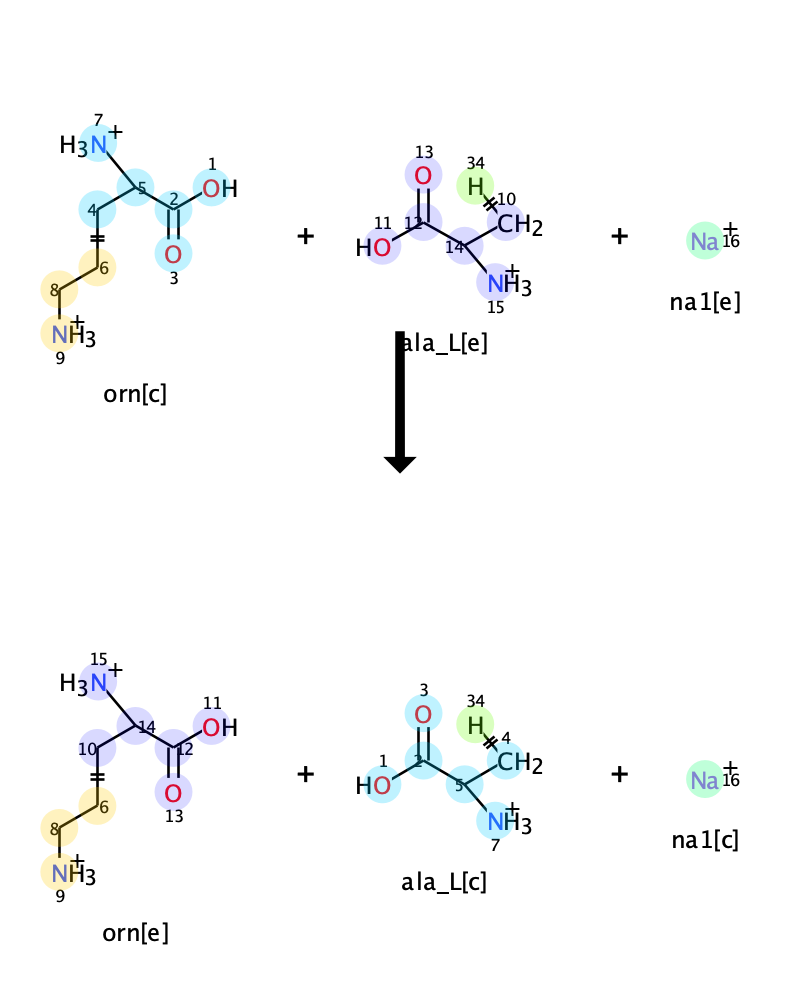 7
H3N+
1
OH
2
5
4
O
3
6
8
NH3+
9
orn[c]
+
13
O
34
H
10
CH2
11
HO
12
14
NH3+
15
ala_L[e]
+
Na+
16
na1[e]
15
H3N+
11
OH
14
12
10
O
13
6
8
NH3+
9
orn[e]
+
3
O
34
H
4
CH2
1
HO
2
5
NH3+
7
ala_L[c]
+
Na+
16
na1[c]